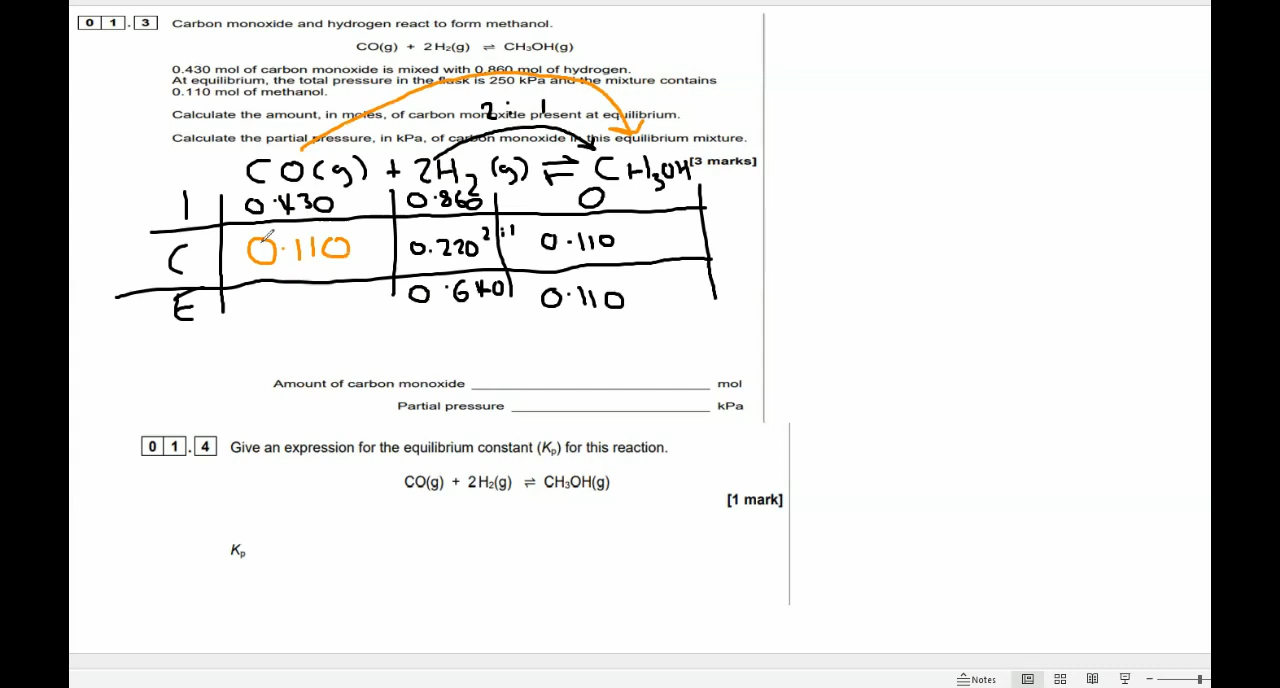 01.3 Carbon monoxide and hydrogen react to form methanol.
CO(g) + 2H₂(g) ⇌ CH₃OH(g)
0.430 mol of carbon monoxide is mixed with 0.860 mol of hydrogen.
At equilibrium, the total pressure in the flask is 250 kPa and the mixture contains
0.110 mol of methanol.
2 : 1
Calculate the amount, in moles, of carbon monoxide present at equilibrium.
Calculate the partial pressure, in kPa, of carbon monoxide in this equilibrium mixture.
[3 marks]
CO(g) + 2H₂(g) ⇌ CH₃OH
I 0.430 0.860 0
C 0.110 0.220 2:1 0.110
E 0.640 0.110
Amount of carbon monoxide mol
Partial pressure kPa
01.4 Give an expression for the equilibrium constant (Kₚ) for this reaction.
CO(g) + 2H₂(g) ⇌ CH₃OH(g)
[1 mark]
Kₚ
Notes